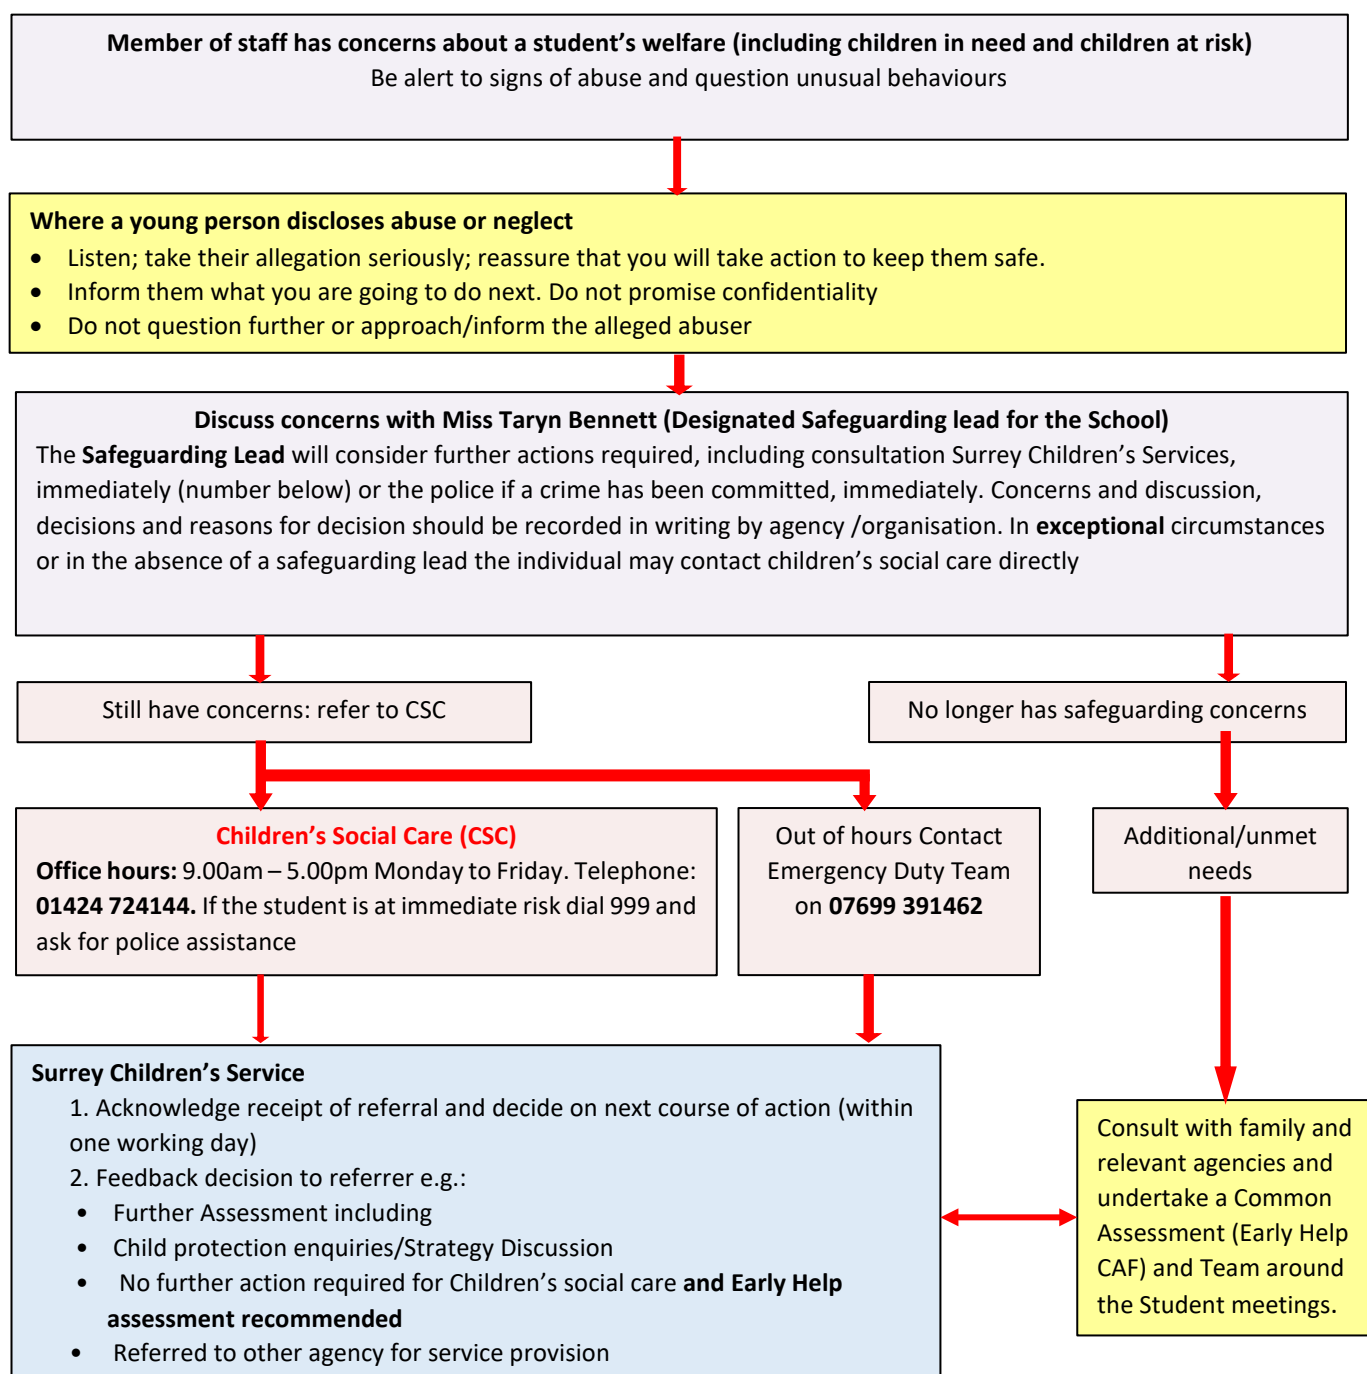 Member of staff has concerns about a student’s welfare (including children in need and children at risk)
Be alert to signs of abuse and question unusual behaviours
Where a young person discloses abuse or neglect
• Listen; take their allegation seriously; reassure that you will take action to keep them safe.
• Inform them what you are going to do next. Do not promise confidentiality
• Do not question further or approach/inform the alleged abuser
Discuss concerns with Miss Taryn Bennett (Designated Safeguarding lead for the School)
The Safeguarding Lead will consider further actions required, including consultation Surrey Children’s Services,
immediately (number below) or the police if a crime has been committed, immediately. Concerns and discussion,
decisions and reasons for decision should be recorded in writing by agency /organisation. In exceptional circumstances
or in the absence of a safeguarding lead the individual may contact children’s social care directly
Still have concerns: refer to CSC
No longer has safeguarding concerns
Children’s Social Care (CSC)
Office hours: 9.00am – 5.00pm Monday to Friday. Telephone:
01424 724144. If the student is at immediate risk dial 999 and
ask for police assistance
Out of hours Contact
Emergency Duty Team
on 07699 391462
Additional/unmet
needs
Surrey Children’s Service
1. Acknowledge receipt of referral and decide on next course of action (within
one working day)
2. Feedback decision to referrer e.g.:
• Further Assessment including
• Child protection enquiries/Strategy Discussion
• No further action required for Children’s social care and Early Help
assessment recommended
• Referred to other agency for service provision
Consult with family and
relevant agencies and
undertake a Common
Assessment (Early Help
CAF) and Team around
the Student meetings.